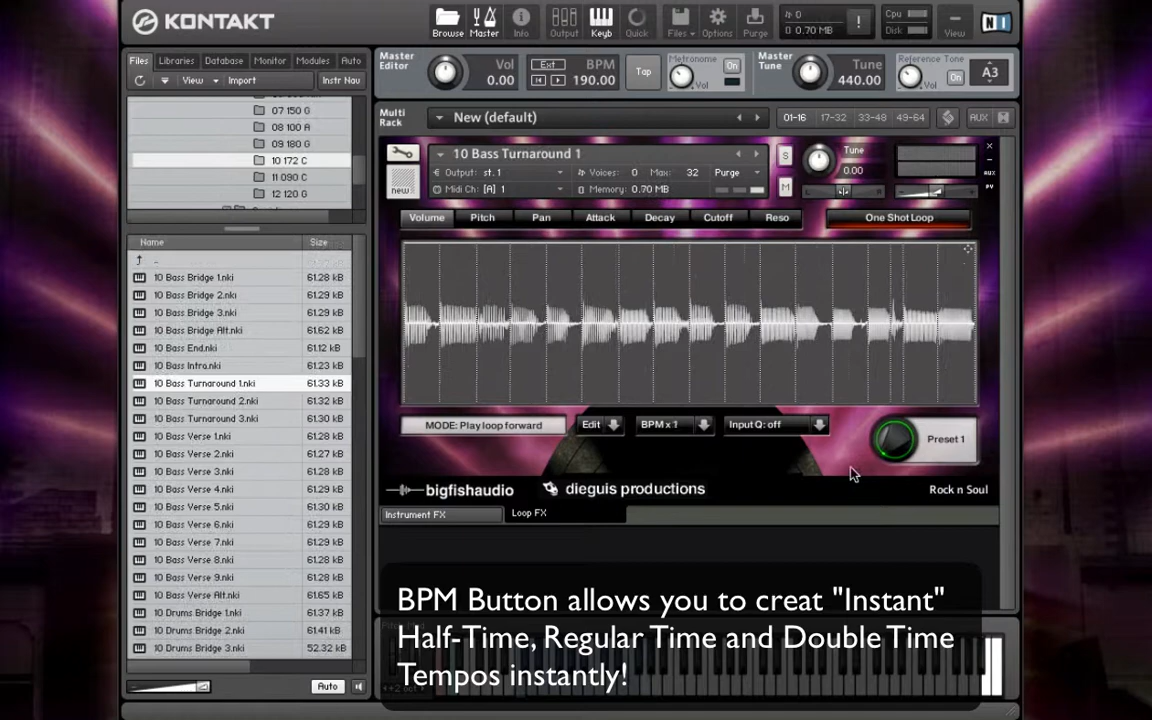 KONTAKT
Browse Master Info Output Keyb Quick Files Options Purge
0
0.70 MB
!
Cpu
Disk
View
NI
Files Libraries Database Monitor Modules Auto
View Import Instr Nav
07 150 G
08 100 A
09 180 G
10 172 C
11 090 C
12 120 G
Name Size
10 Bass Bridge 1.nki 61.28 kB
10 Bass Bridge 2.nki 61.29 kB
10 Bass Bridge 3.nki 61.29 kB
10 Bass Bridge Alt.nki 61.62 kB
10 Bass End.nki 61.12 kB
10 Bass Intra.nki 61.23 kB
10 Bass Turnaround 1.nki 61.33 kB
10 Bass Turnaround 2.nki 61.32 kB
10 Bass Turnaround 3.nki 61.30 kB
10 Bass Verse 1.nki 61.28 kB
10 Bass Verse 2.nki 61.27 kB
10 Bass Verse 3.nki 61.28 kB
10 Bass Verse 4.nki 61.29 kB
10 Bass Verse 5.nki 61.30 kB
10 Bass Verse 6.nki 61.29 kB
10 Bass Verse 7.nki 61.29 kB
10 Bass Verse 8.nki 61.28 kB
10 Bass Verse 9.nki 61.28 kB
10 Bass Verse Alt.nki 61.65 kB
10 Drums Bridge 1.nki 61.37 kB
10 Drums Bridge 2.nki 61.41 kB
10 Drums Bridge 3.nki 52.32 kB
Auto
Master Editor
Vol 0.00
Ext BPM 190.00
Tap
Metronome On Vol
Master Tune
Tune 440.00
Reference Tone On Vol
A3
Multi Rack
New (default)
01-16 17-32 33-48 49-64 AUX
10 Bass Turnaround 1
new
Output: st.1 Voices: 0 Max: 32 Purge
Midi Ch: [A] 1 Memory: 0.70 MB
S
M
Tune
0.00
L R
AUX
PV
Volume Pitch Pan Attack Decay Cutoff Reso One Shot Loop
MODE: Play loop forward Edit BPM x 1 Input Q: off
Preset 1
bigfishaudio dieguis productions Rock n Soul
Instrument FX Loop FX
BPM Button allows you to creat "Instant"
Half-Time, Regular Time and Double Time
Tempos instantly!